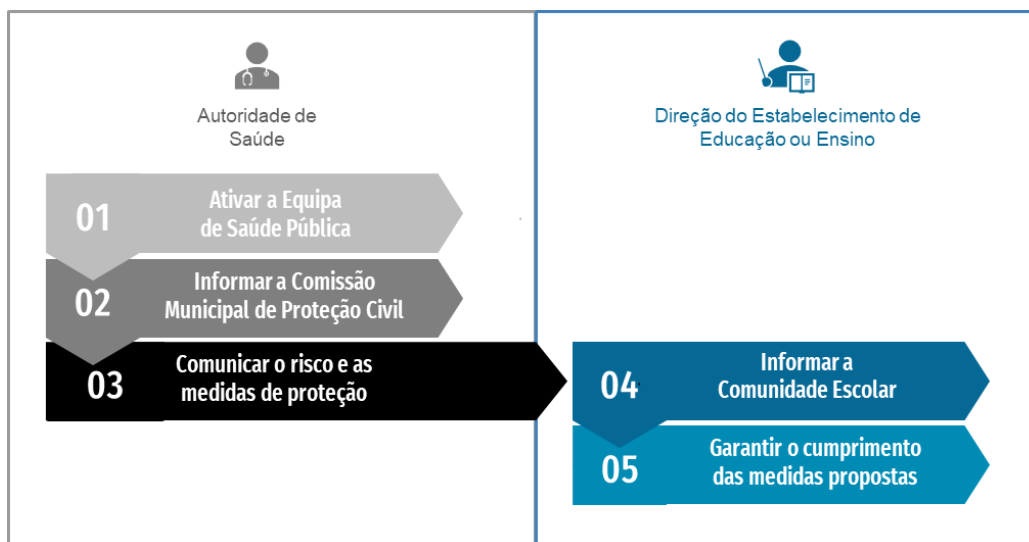 Autoridade de
Saúde
01
Ativar a Equipa
de Saúde Pública
02
Informar a Comissão
Municipal de Proteção Civil
03
Comunicar o risco e as
medidas de proteção
Direção do Estabelecimento de
Educação ou Ensino
04
Informar a
Comunidade Escolar
05
Garantir o cumprimento
das medidas propostas